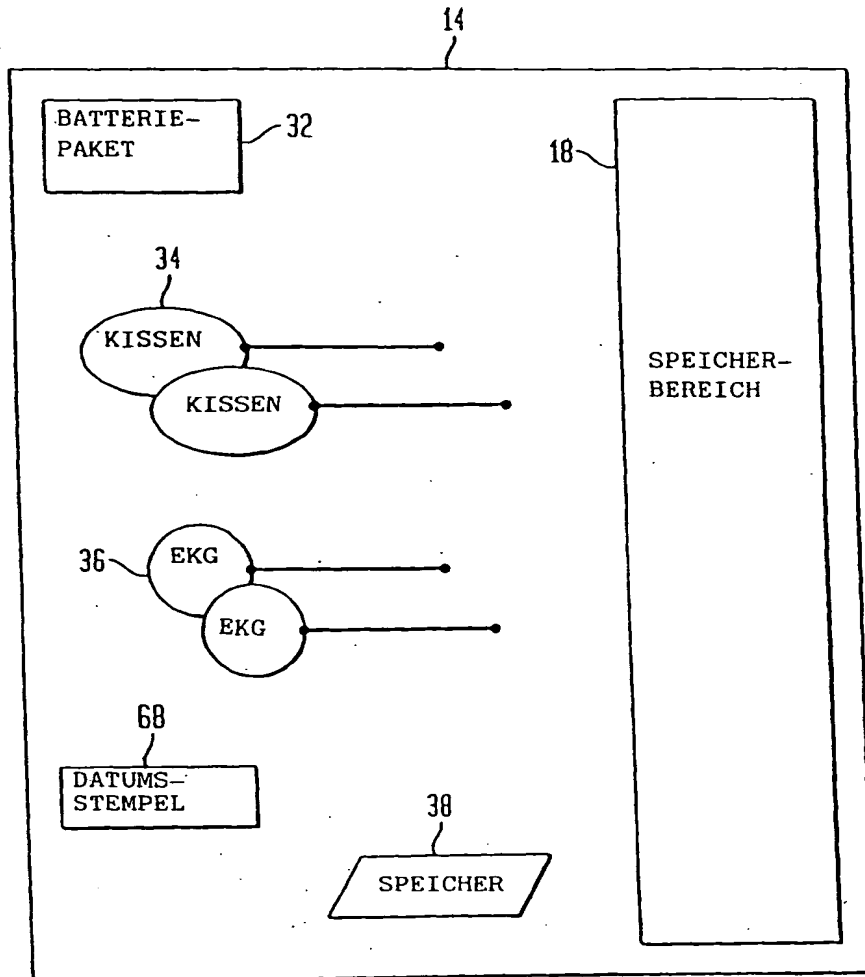 14
BATTERIE-
PAKET
32
18
34
KISSEN
KISSEN
SPEICHER-
BEREICH
36
EKG
EKG
68
DATUMS-
STEMPEL
38
SPEICHER